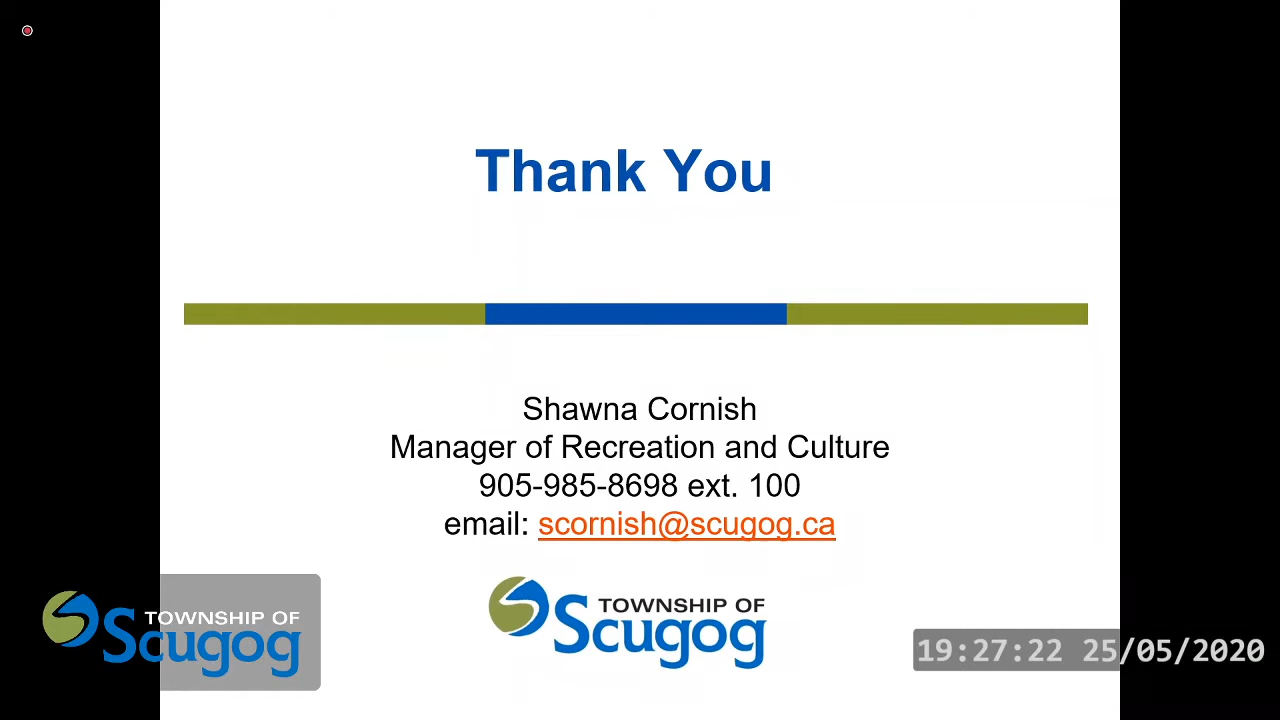 Thank You
Shawna Cornish
Manager of Recreation and Culture
905-985-8698 ext. 100
email: scornish@scugog.ca
TOWNSHIP OF
Scugog
TOWNSHIP OF
Scugog
19:27:22 25/05/2020